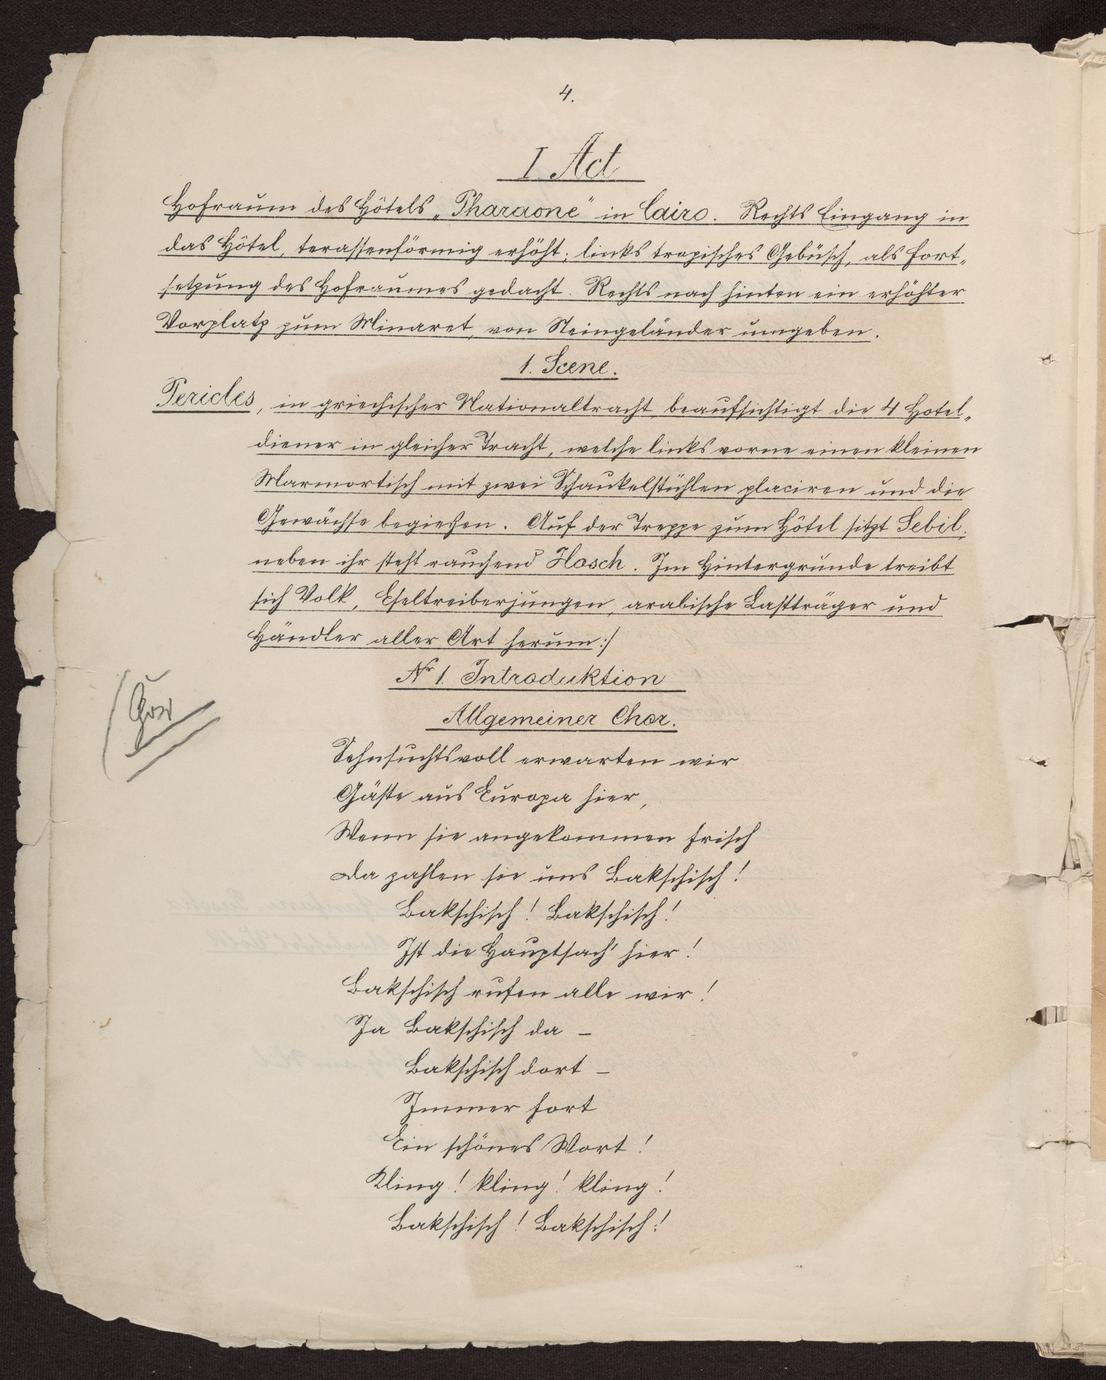 4.
I Act
Hofraum des Hôtels „Pharaone" in Cairo. Rechts Eingang in
das Hôtel, terassenförmig erhöht; links tropisches Gebüsch, als Fort-
setzung des Hofraumes gedacht. Rechts nach hinten ein erhöhter
Vorplatz zum Minaret, von Steingeländer umgeben.
1. Scene.
Pericles, in griechischer Nationaltracht beaufsichtigt die 4 Hotel-
diener in gleicher Tracht, welche links vorne einen kleinen
Marmortisch mit zwei Schaukelstühlen placiren und die
Gewächse begießen. Auf der Treppe zum Hôtel sitzt Sebil;
neben ihr steht rauchend Hosch. Im Hintergrunde treibt
sich Volk, Eseltreiberjungen, arabische Lastträger und
Händler aller Art herum :/
Nr 1. Introduktion
Allgemeiner Chor.
(Chor
Sehnsuchtsvoll erwarten wir
Gäste aus Europa hier,
Wenn sie angekommen frisch
Da zahlen sie uns Bakschisch!
Bakschisch! Bakschisch!
Ist die Hauptsach' hier!
Bakschisch rufen alle wir!
Ja Bakschisch da –
Bakschisch dort –
Immer fort
Ein schönes Wort!
Kling! kling! kling!
Bakschisch! Bakschisch!